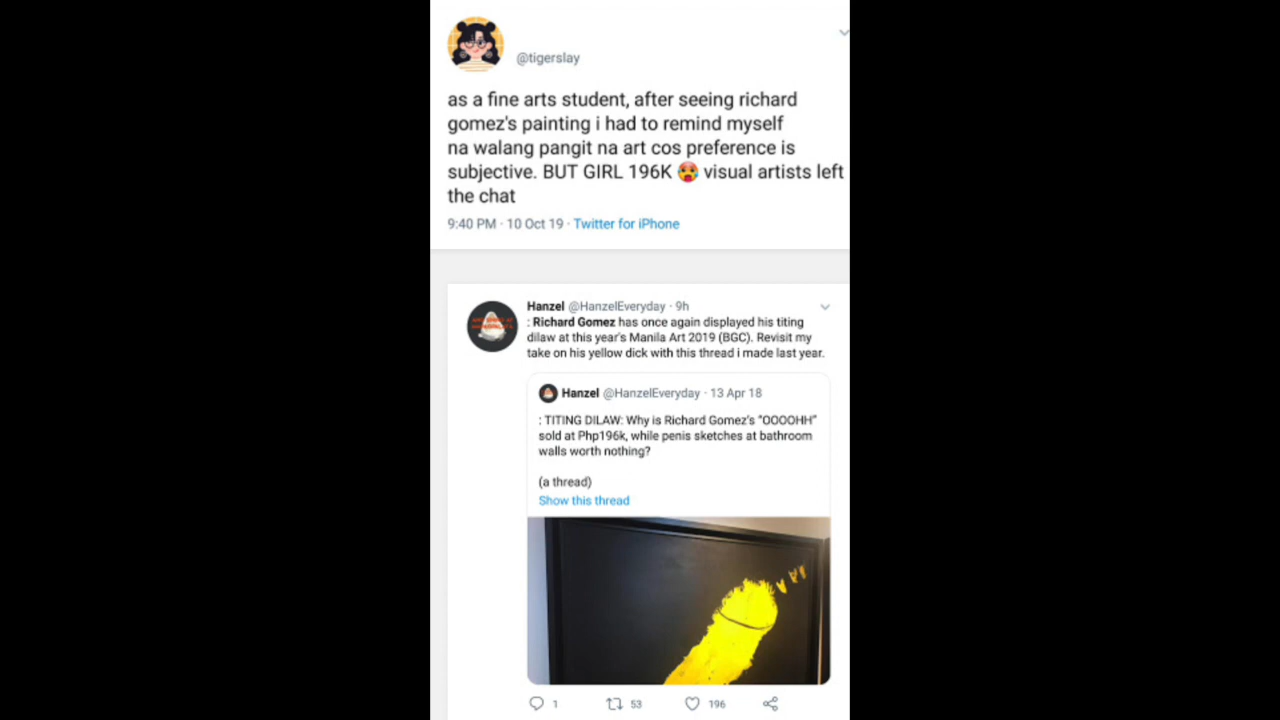 @tigerslay
as a fine arts student, after seeing richard
gomez's painting i had to remind myself
na walang pangit na art cos preference is
subjective. BUT GIRL 196K 🥵 visual artists left
the chat
9:40 PM · 10 Oct 19 · Twitter for iPhone
Hanzel @HanzelEveryday · 9h
: Richard Gomez has once again displayed his titing
dilaw at this year's Manila Art 2019 (BGC). Revisit my
take on his yellow dick with this thread i made last year.
Hanzel @HanzelEveryday · 13 Apr 18
: TITING DILAW: Why is Richard Gomez's "OOOOHH"
sold at Php196k, while penis sketches at bathroom
walls worth nothing?
(a thread)
Show this thread
1 53 196